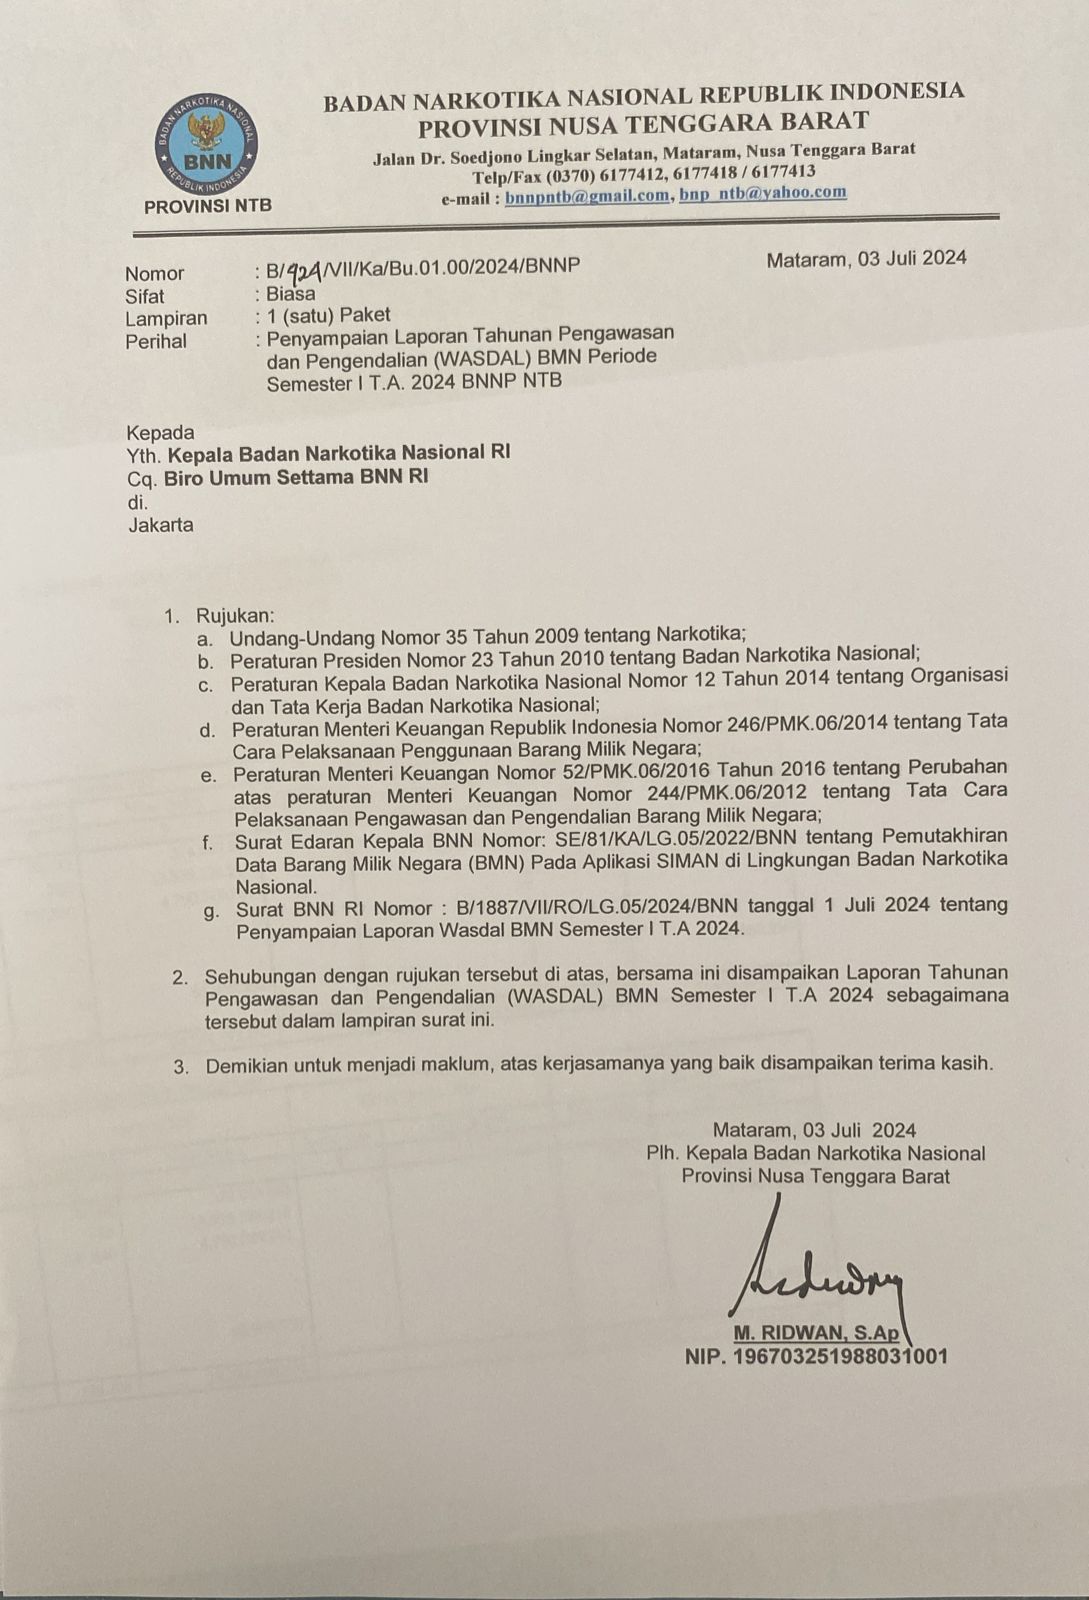 BADAN NARKOTIKA NASIONAL REPUBLIK INDONESIA
PROVINSI NUSA TENGGARA BARAT
Jalan Dr. Soedjono Lingkar Selatan, Mataram, Nusa Tenggara Barat
Telp/Fax (0370) 6177412, 6177418 / 6177413
e-mail : bnnpntb@gmail.com, bnp_ntb@yahoo.com
BADAN NARKOTIKA NASIONAL
BNN
REPUBLIK INDONESIA
PROVINSI NTB
Mataram, 03 Juli 2024
Nomor : B/924/VII/Ka/Bu.01.00/2024/BNNP
Sifat : Biasa
Lampiran : 1 (satu) Paket
Perihal : Penyampaian Laporan Tahunan Pengawasan
dan Pengendalian (WASDAL) BMN Periode
Semester I T.A. 2024 BNNP NTB
Kepada
Yth. Kepala Badan Narkotika Nasional RI
Cq. Biro Umum Settama BNN RI
di.
Jakarta
1. Rujukan:
a. Undang-Undang Nomor 35 Tahun 2009 tentang Narkotika;
b. Peraturan Presiden Nomor 23 Tahun 2010 tentang Badan Narkotika Nasional;
c. Peraturan Kepala Badan Narkotika Nasional Nomor 12 Tahun 2014 tentang Organisasi
dan Tata Kerja Badan Narkotika Nasional;
d. Peraturan Menteri Keuangan Republik Indonesia Nomor 246/PMK.06/2014 tentang Tata
Cara Pelaksanaan Penggunaan Barang Milik Negara;
e. Peraturan Menteri Keuangan Nomor 52/PMK.06/2016 Tahun 2016 tentang Perubahan
atas peraturan Menteri Keuangan Nomor 244/PMK.06/2012 tentang Tata Cara
Pelaksanaan Pengawasan dan Pengendalian Barang Milik Negara;
f. Surat Edaran Kepala BNN Nomor: SE/81/KA/LG.05/2022/BNN tentang Pemutakhiran
Data Barang Milik Negara (BMN) Pada Aplikasi SIMAN di Lingkungan Badan Narkotika
Nasional.
g. Surat BNN RI Nomor : B/1887/VII/RO/LG.05/2024/BNN tanggal 1 Juli 2024 tentang
Penyampaian Laporan Wasdal BMN Semester I T.A 2024.
2. Sehubungan dengan rujukan tersebut di atas, bersama ini disampaikan Laporan Tahunan
Pengawasan dan Pengendalian (WASDAL) BMN Semester I T.A 2024 sebagaimana
tersebut dalam lampiran surat ini.
3. Demikian untuk menjadi maklum, atas kerjasamanya yang baik disampaikan terima kasih.
Mataram, 03 Juli 2024
Plh. Kepala Badan Narkotika Nasional
Provinsi Nusa Tenggara Barat
M. RIDWAN, S.Ap
NIP. 196703251988031001